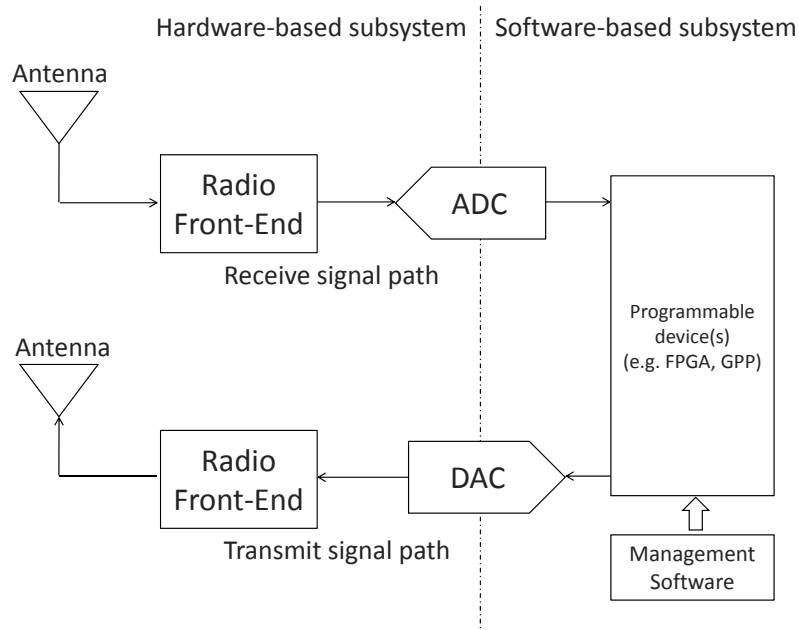 Hardware-based subsystem
Software-based subsystem
Antenna
Radio
Front-End
ADC
Receive signal path
Programmable
device(s)
(e.g. FPGA, GPP)
Antenna
Radio
Front-End
DAC
Transmit signal path
Management
Software